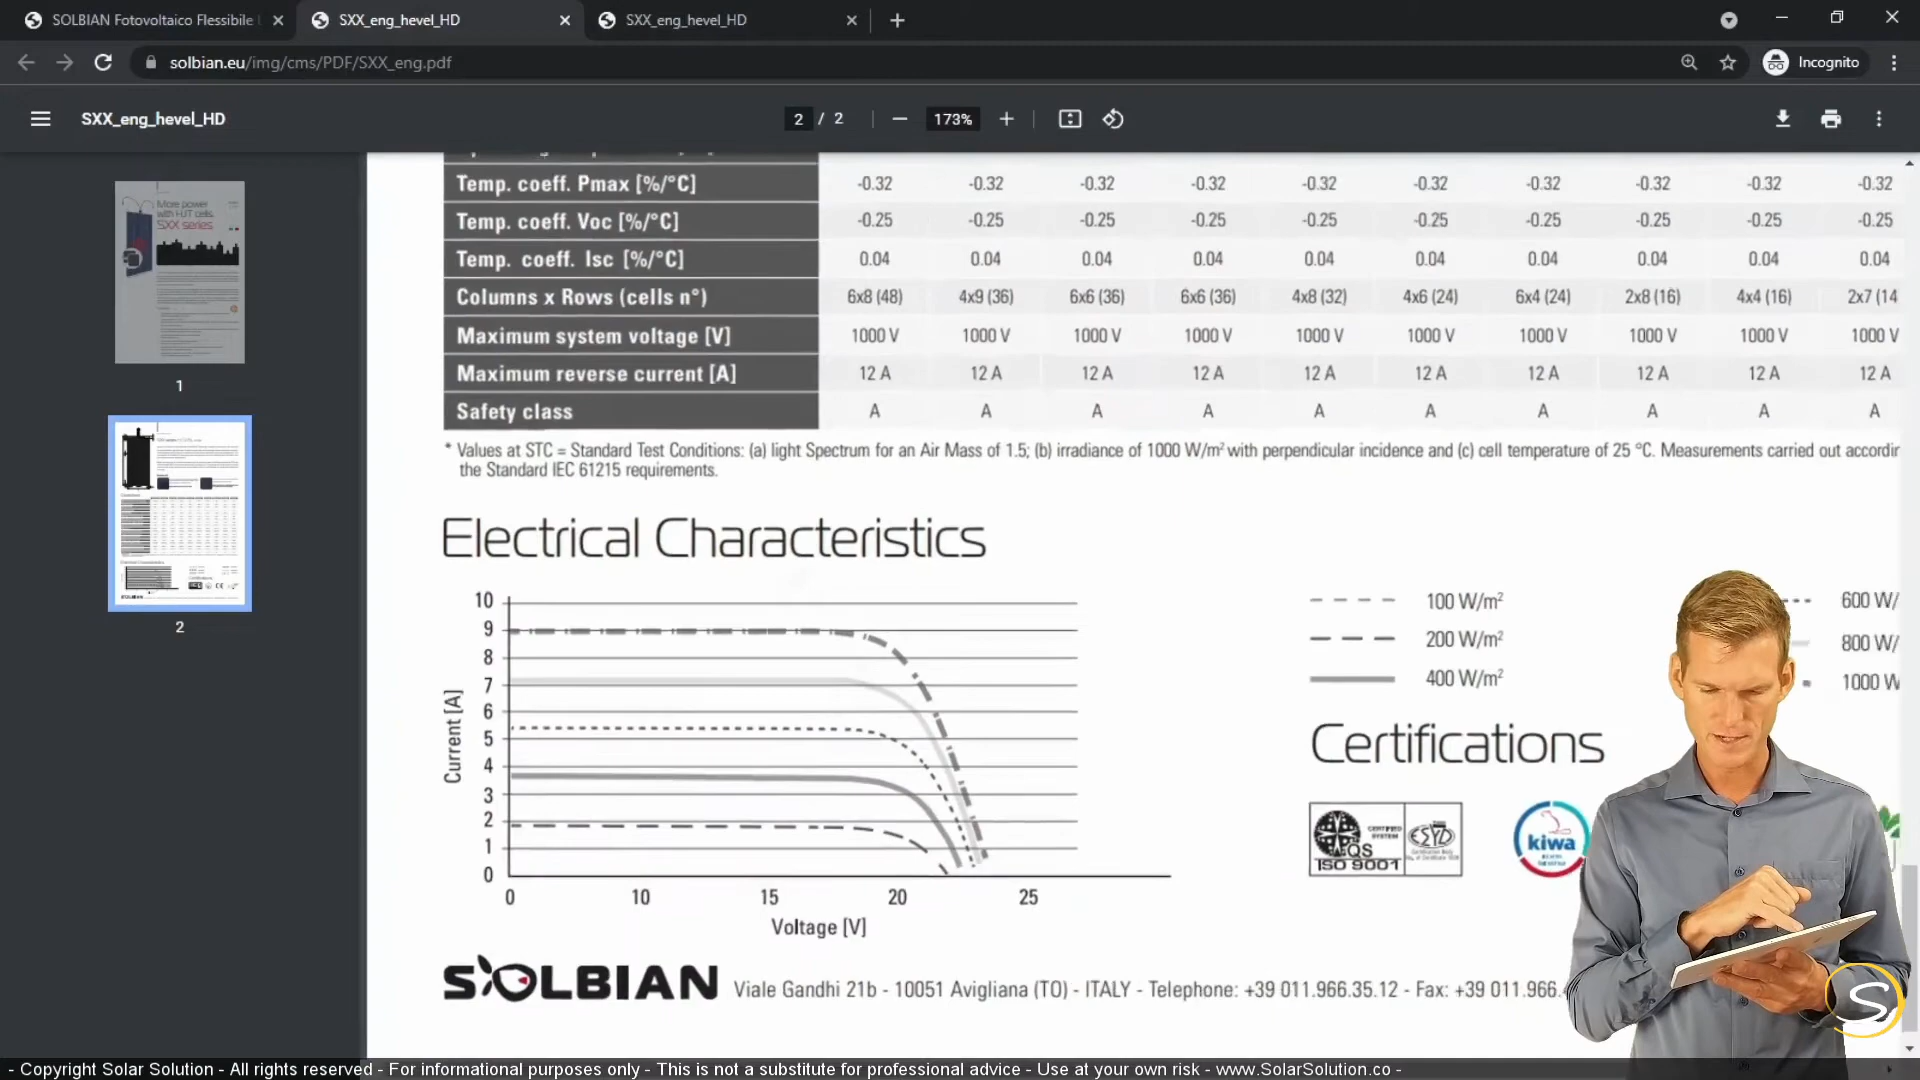 SOLBIAN Fotovoltaico Flessibile
SXX_eng_hevel_HD
SXX_eng_hevel_HD
solbian.eu/img/cms/PDF/SXX_eng.pdf
Incognito
SXX_eng_hevel_HD
2 / 2
173%
More power
with HJT cells.
SXX series
1
2
Temp. coeff. Pmax [%/°C] -0.32 -0.32 -0.32 -0.32 -0.32 -0.32 -0.32 -0.32 -0.32 -0.32
Temp. coeff. Voc [%/°C] -0.25 -0.25 -0.25 -0.25 -0.25 -0.25 -0.25 -0.25 -0.25 -0.25
Temp. coeff. Isc [%/°C] 0.04 0.04 0.04 0.04 0.04 0.04 0.04 0.04 0.04 0.04
Columns x Rows (cells n°) 6x8 (48) 4x9 (36) 6x6 (36) 6x6 (36) 4x8 (32) 4x6 (24) 6x4 (24) 2x8 (16) 4x4 (16) 2x7 (14
Maximum system voltage [V] 1000 V 1000 V 1000 V 1000 V 1000 V 1000 V 1000 V 1000 V 1000 V 1000 V
Maximum reverse current [A] 12 A 12 A 12 A 12 A 12 A 12 A 12 A 12 A 12 A 12 A
Safety class A A A A A A A A A A
* Values at STC = Standard Test Conditions: (a) light Spectrum for an Air Mass of 1.5; (b) irradiance of 1000 W/m² with perpendicular incidence and (c) cell temperature of 25 °C. Measurements carried out accordin
the Standard IEC 61215 requirements.
Electrical Characteristics
10
9
8
7
6
5
4
3
2
1
0
Current [A]
0 10 15 20 25
Voltage [V]
100 W/m² 600 W/
200 W/m² 800 W/
400 W/m² 1000 W
Certifications
CERTIFIED
SYSTEM
QS
ISO 9001
ESYD
kiwa
SOLBIAN
Viale Gandhi 21b - 10051 Avigliana (TO) - ITALY - Telephone: +39 011.966.35.12 - Fax: +39 011.966.
S
- Copyright Solar Solution - All rights reserved - For informational purposes only - This is not a substitute for professional advice - Use at your own risk - www.SolarSolution.co -